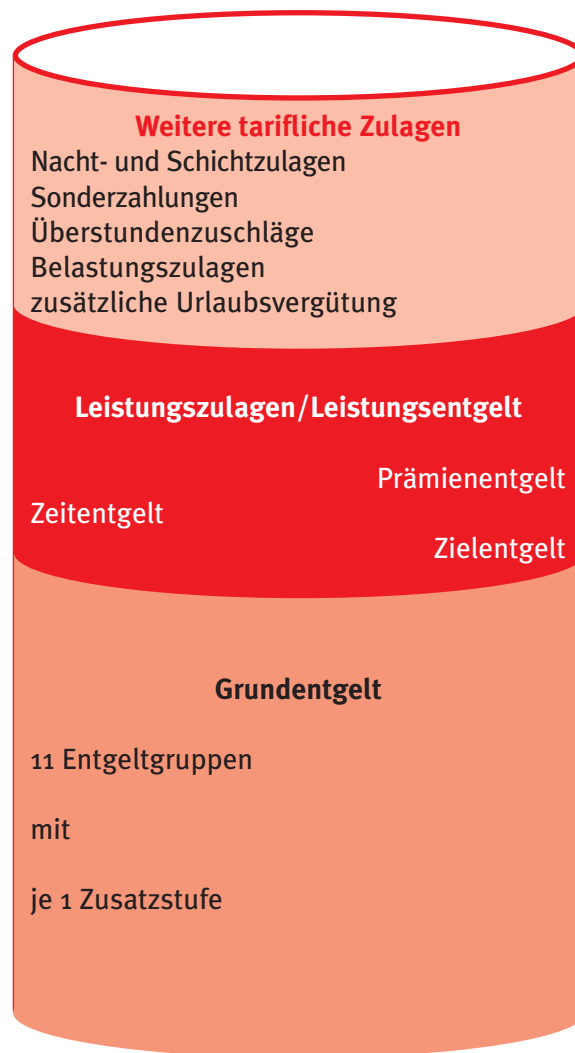 Weitere tarifliche Zulagen
Nacht- und Schichtzulagen
Sonderzahlungen
Überstundenzuschläge
Belastungszulagen
zusätzliche Urlaubsvergütung
Leistungszulagen/Leistungsentgelt
Prämienentgelt
Zeitentgelt
Zielentgelt
Grundentgelt
11 Entgeltgruppen
mit
je 1 Zusatzstufe